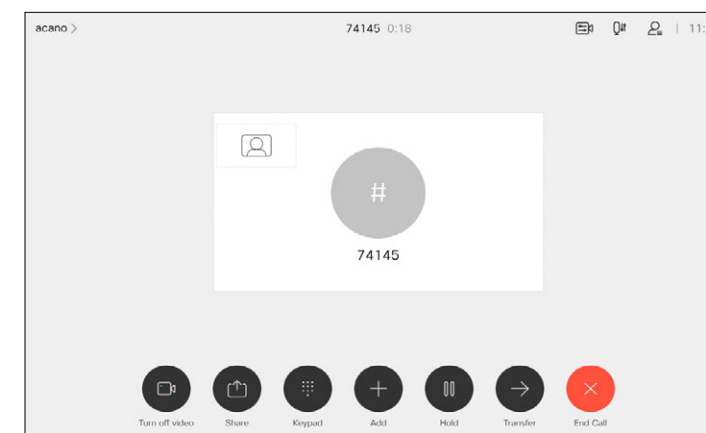 acano >
74145 0:18
11:
#
74145
Turn off video
Share
Keypad
Add
Hold
Transfer
End Call